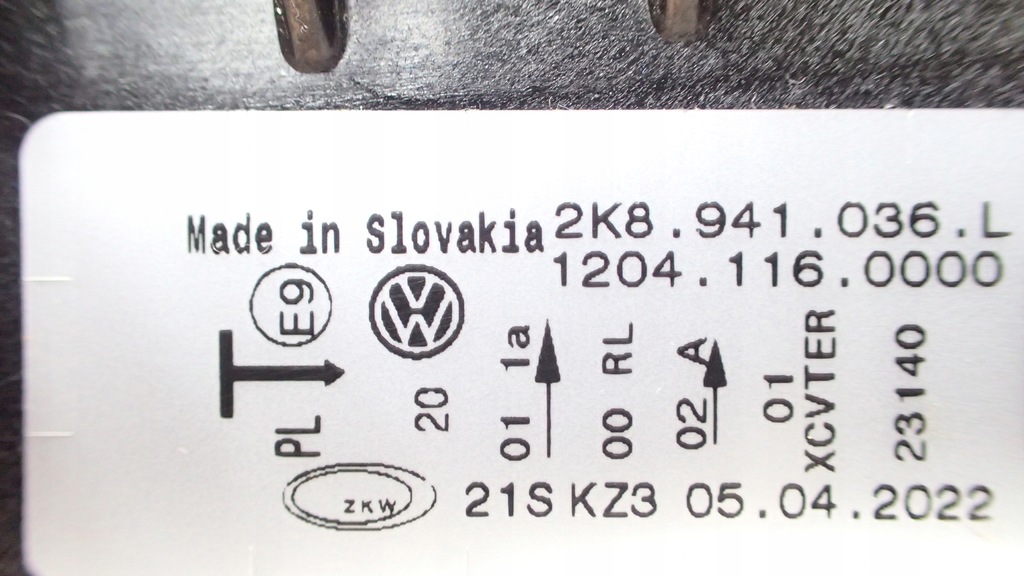 Made in Slovakia 2K8.941.036.L
1204.116.0000
E9
PL
20
01 1a
00 RL
02 A
01
XCVTER
23140
ZKW
21S KZ3 05.04.2022